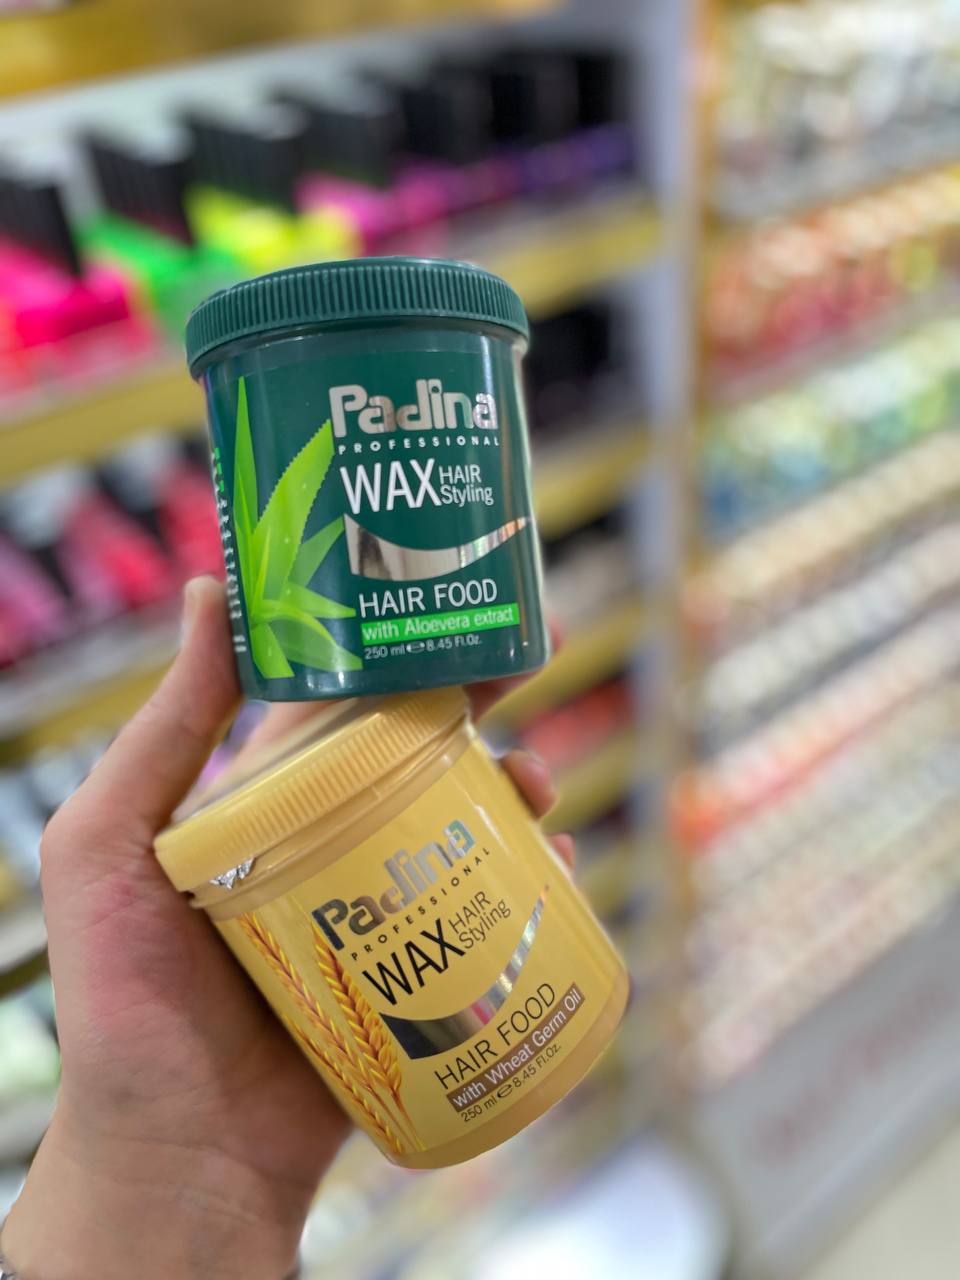 Padina
PROFESSIONAL
WAX HAIR Styling
HAIR FOOD
with Aloevera extract
250 ml ℮ 8.45 Fl.Oz.
Padina
PROFESSIONAL
WAX HAIR Styling
HAIR FOOD
with Wheat Germ Oil
250 ml ℮ 8.45 Fl.Oz.